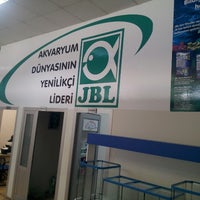 AKVARYUM
DÜNYASININ
YENİLİKÇİ
LİDERİ
JBL